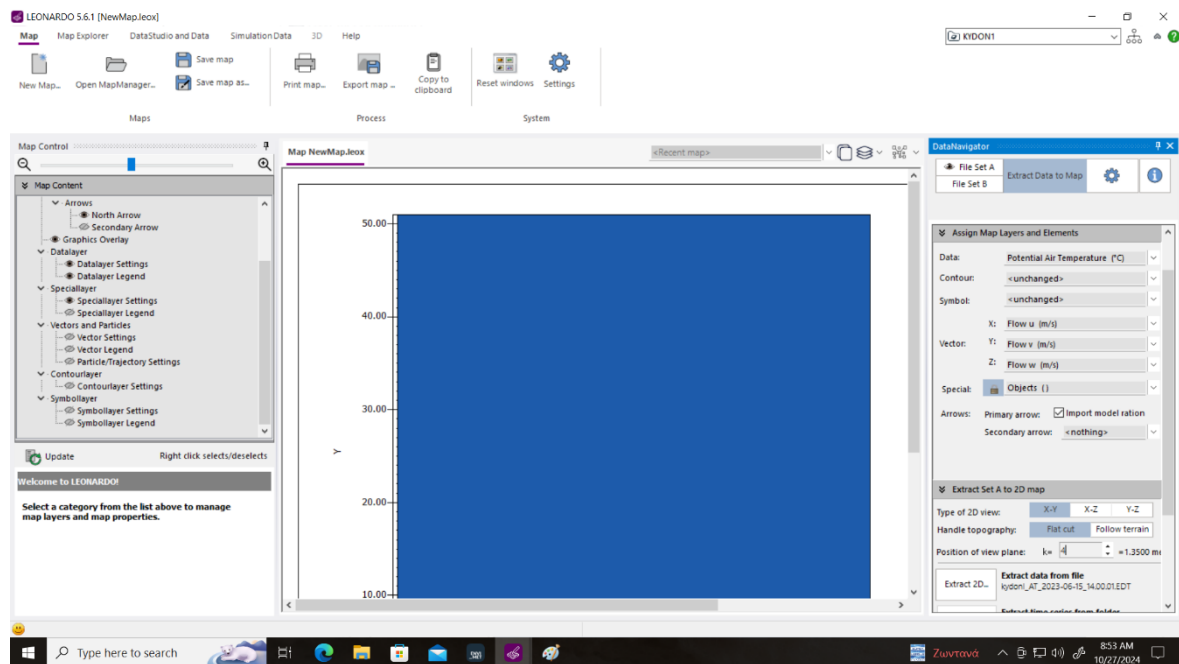 LEONARDO 5.6.1 [NewMap.leox]
Map Map Explorer DataStudio and Data Simulation Data 3D Help
KYDON1
New Map... Open MapManager... Save map
Save map as...
Print map... Export map ... Copy to clipboard
Reset windows Settings
Maps Process System
Map Control
Map Content
Arrows
North Arrow
Secondary Arrow
Graphics Overlay
Datalayer
Datalayer Settings
Datalayer Legend
Speciallayer
Speciallayer Settings
Speciallayer Legend
Vectors and Particles
Vector Settings
Vector Legend
Particle/Trajectory Settings
Contourlayer
Contourlayer Settings
Symbollayer
Symbollayer Settings
Symbollayer Legend
Update Right click selects/deselects
Welcome to LEONARDO!
Select a category from the list above to manage
map layers and map properties.
Map NewMap.leox
<Recent map>
50.00
40.00
30.00
Y
20.00
10.00
DataNavigator
File Set A
File Set B
Extract Data to Map
Assign Map Layers and Elements
Data: Potential Air Temperature (°C)
Contour: <unchanged>
Symbol: <unchanged>
X: Flow u (m/s)
Vector: Y: Flow v (m/s)
Z: Flow w (m/s)
Special: Objects ()
Arrows: Primary arrow: Import model ration
Secondary arrow: <nothing>
Extract Set A to 2D map
Type of 2D view: X-Y X-Z Y-Z
Handle topography: Flat cut Follow terrain
Position of view plane: k= 4 =1.3500 me
Extract 2D... Extract data from file
kydoni_AT_2023-06-15_14.00.01.EDT
Extract time series from folder
Type here to search
Ζωντανά
8:53 AM
10/27/2024